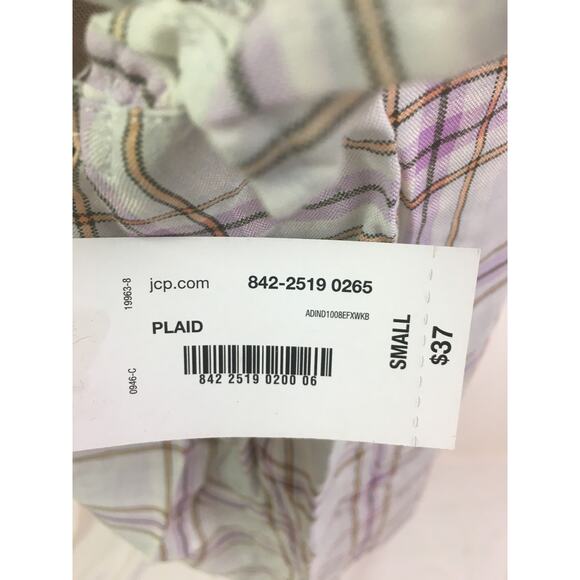 19963-8
jcp.com
842-2519 0265
ADIND1008EFXWKB
PLAID
842 2519 0200 06
0946-C
SMALL
$37